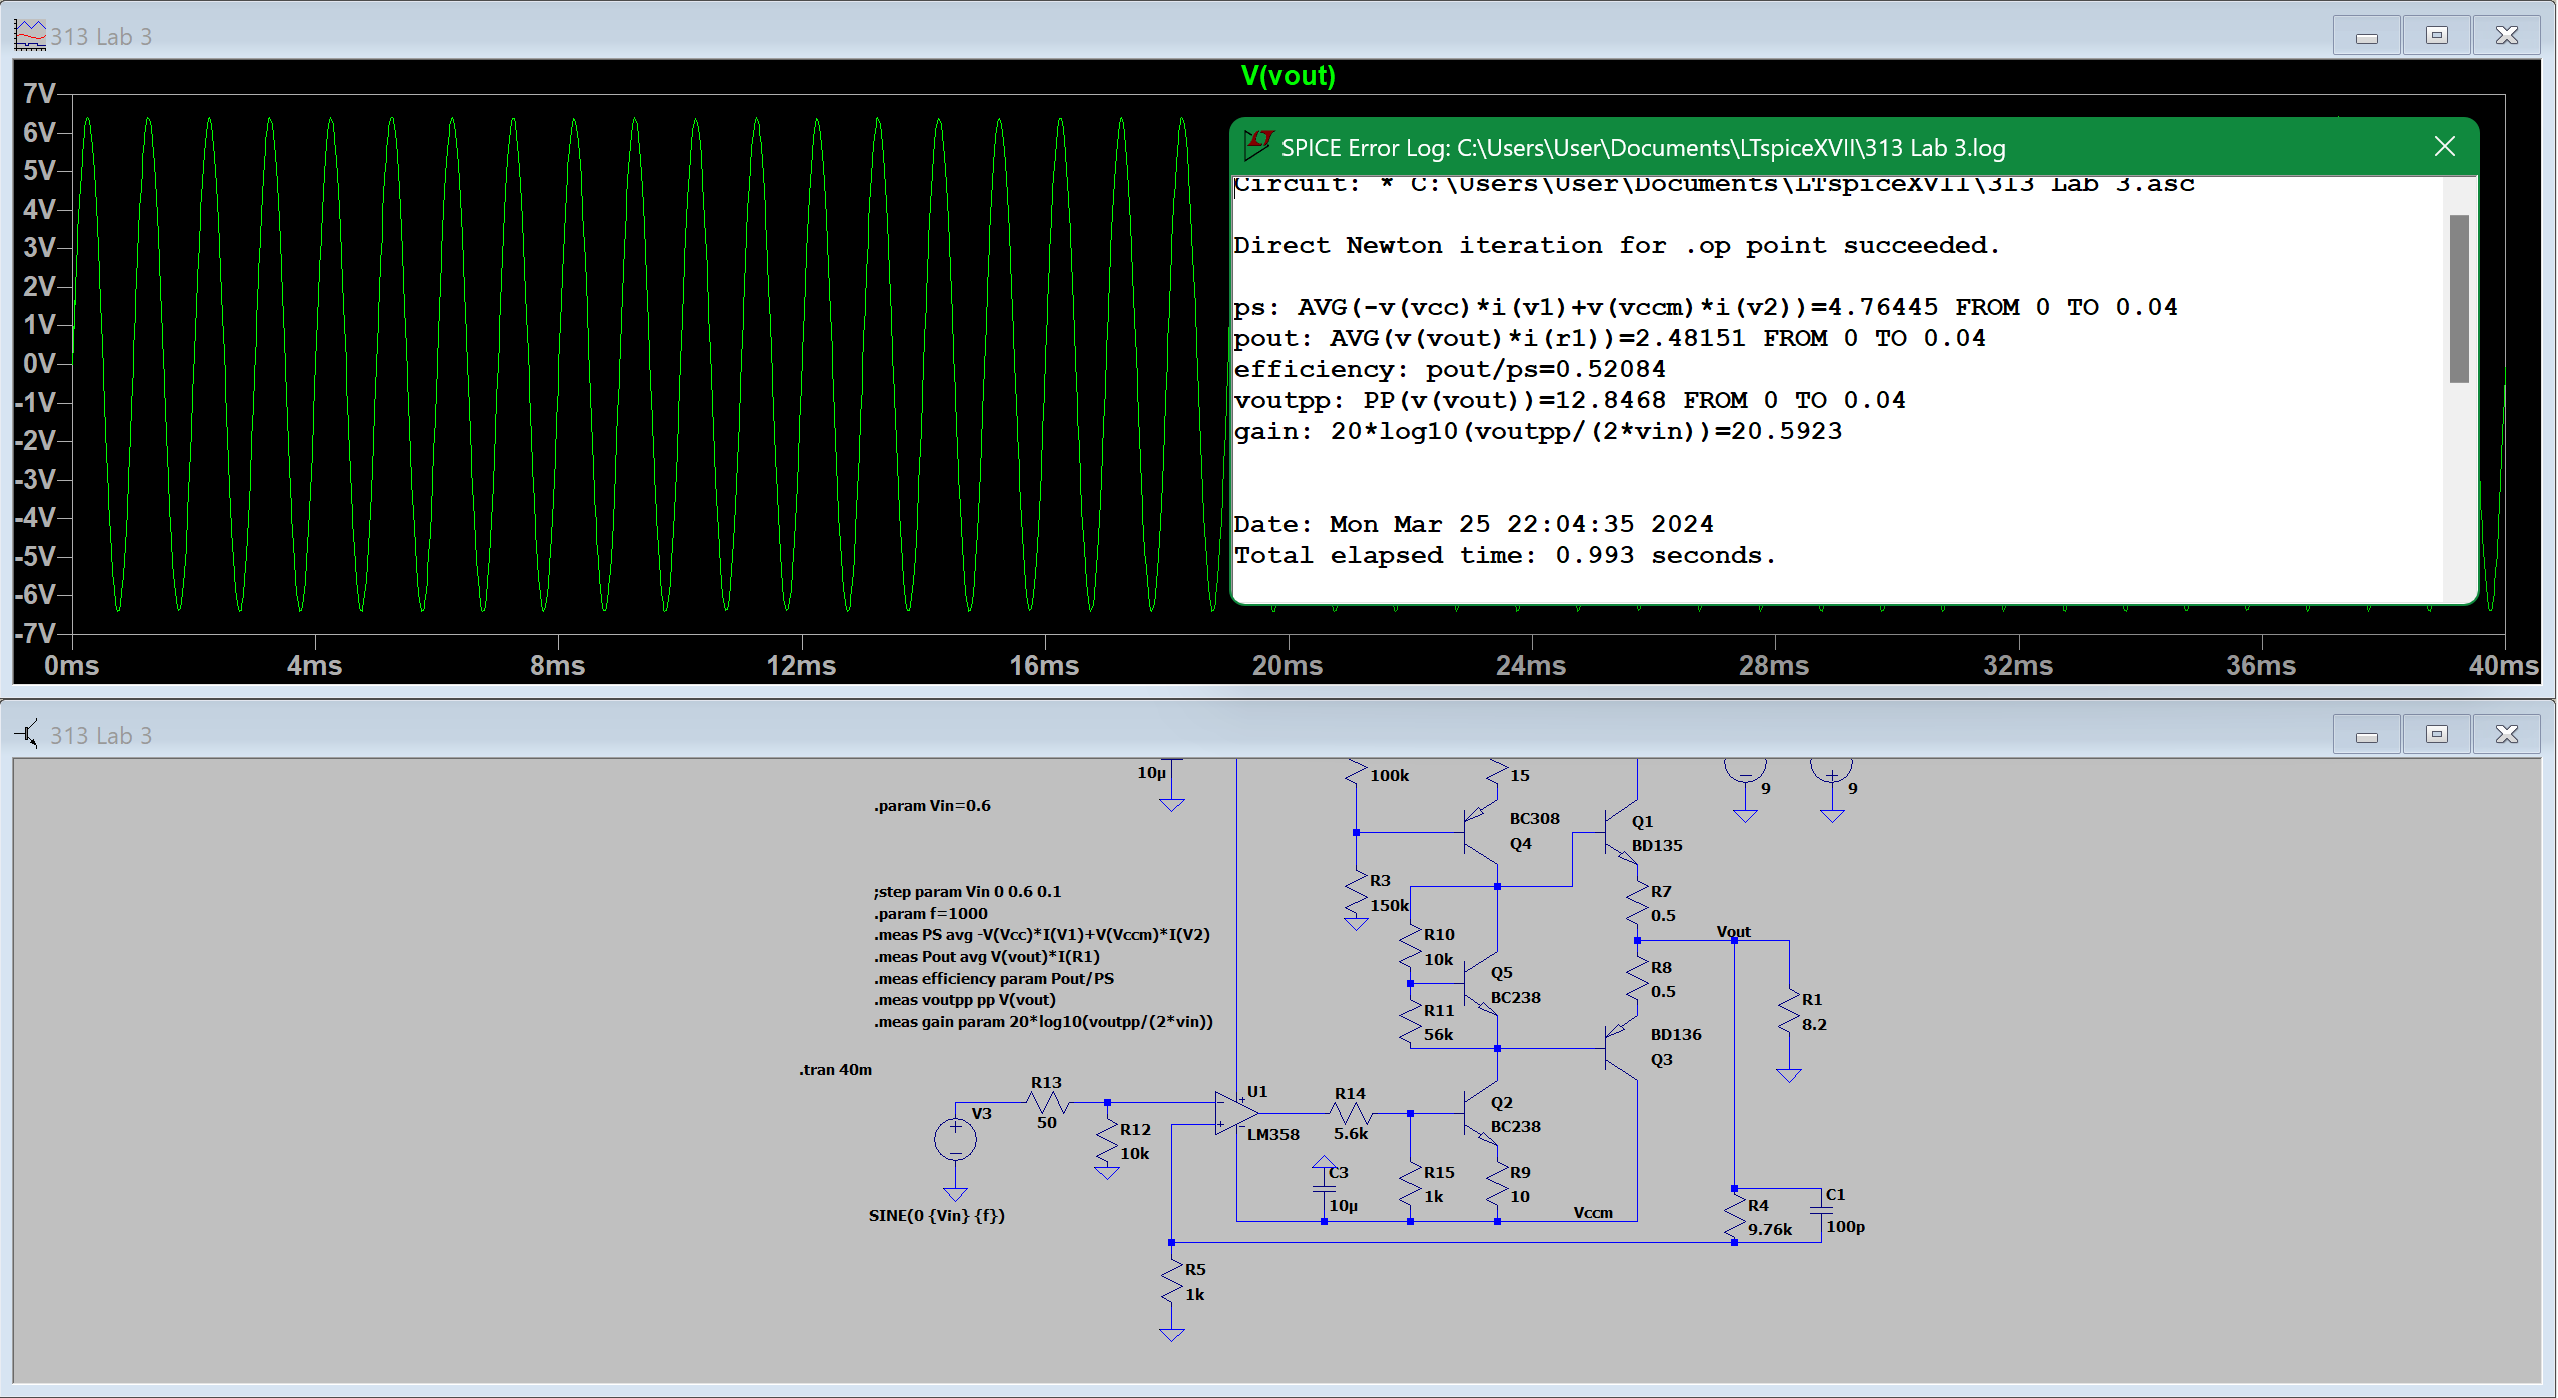 313 Lab 3
V(vout)
7V
6V
5V
4V
3V
2V
1V
0V
-1V
-2V
-3V
-4V
-5V
-6V
-7V
0ms 4ms 8ms 12ms 16ms 20ms 24ms 28ms 32ms 36ms 40ms
SPICE Error Log: C:\Users\User\Documents\LTspiceXVII\313 Lab 3.log
Circuit: * C:\Users\User\Documents\LTspiceXVII\313 Lab 3.asc
Direct Newton iteration for .op point succeeded.
ps: AVG(-v(vcc)*i(v1)+v(vccm)*i(v2))=4.76445 FROM 0 TO 0.04
pout: AVG(v(vout)*i(r1))=2.48151 FROM 0 TO 0.04
efficiency: pout/ps=0.52084
voutpp: PP(v(vout))=12.8468 FROM 0 TO 0.04
gain: 20*log10(voutpp/(2*vin))=20.5923
Date: Mon Mar 25 22:04:35 2024
Total elapsed time: 0.993 seconds.
313 Lab 3
10µ
100k
15
9
9
.param Vin=0.6
BC308
Q4
Q1
BD135
;step param Vin 0 0.6 0.1
.param f=1000
.meas PS avg -V(Vcc)*I(V1)+V(Vccm)*I(V2)
.meas Pout avg V(vout)*I(R1)
.meas efficiency param Pout/PS
.meas voutpp pp V(vout)
.meas gain param 20*log10(voutpp/(2*vin))
R3
150k
R7
0.5
Vout
R10
10k
Q5
BC238
R8
0.5
R11
56k
R1
8.2
BD136
Q3
.tran 40m
R13
50
V3
R12
10k
U1
LM358
R14
5.6k
Q2
BC238
C3
10µ
R15
1k
R9
10
Vccm
SINE(0 {Vin} {f})
R4
9.76k
C1
100p
R5
1k